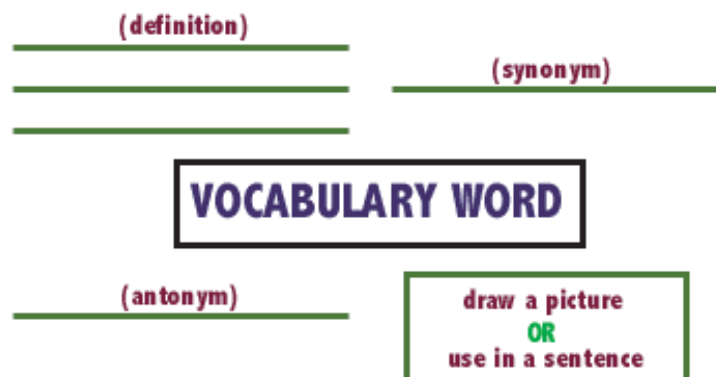 (definition)
(synonym)
VOCABULARY WORD
(antonym)
draw a picture
OR
use in a sentence